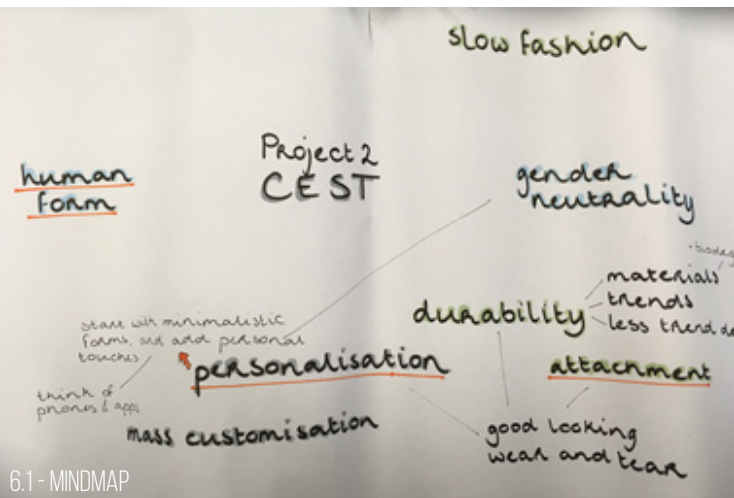 slow fashion
Project 2
CEST
human
form
gender
neutrality
materials
trends
less trend
durability
start with minimalistic
forms, and add personal
touches
personalisation
attachment
think of
phones & apps
mass customisation
good looking
wear and tear
6.1 - MINDMAP